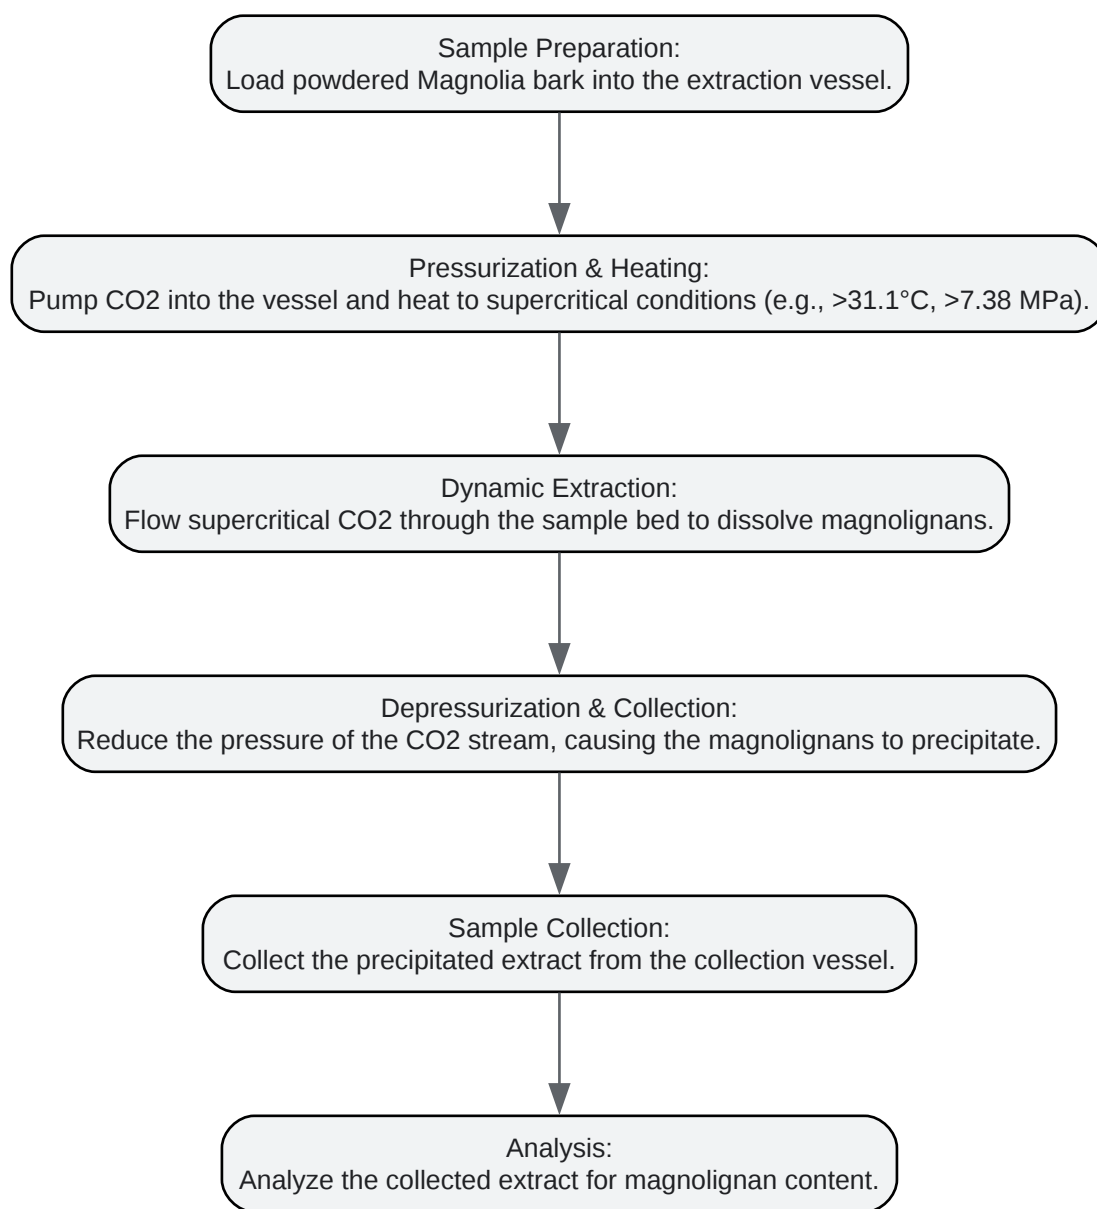 Sample Preparation:
Load powdered Magnolia bark into the extraction vessel.
Pressurization & Heating:
Pump CO2 into the vessel and heat to supercritical conditions (e.g., >31.1°C, >7.38 MPa).
Dynamic Extraction:
Flow supercritical CO2 through the sample bed to dissolve magnolignans.
Depressurization & Collection:
Reduce the pressure of the CO2 stream, causing the magnolignans to precipitate.
Sample Collection:
Collect the precipitated extract from the collection vessel.
Analysis:
Analyze the collected extract for magnolignan content.